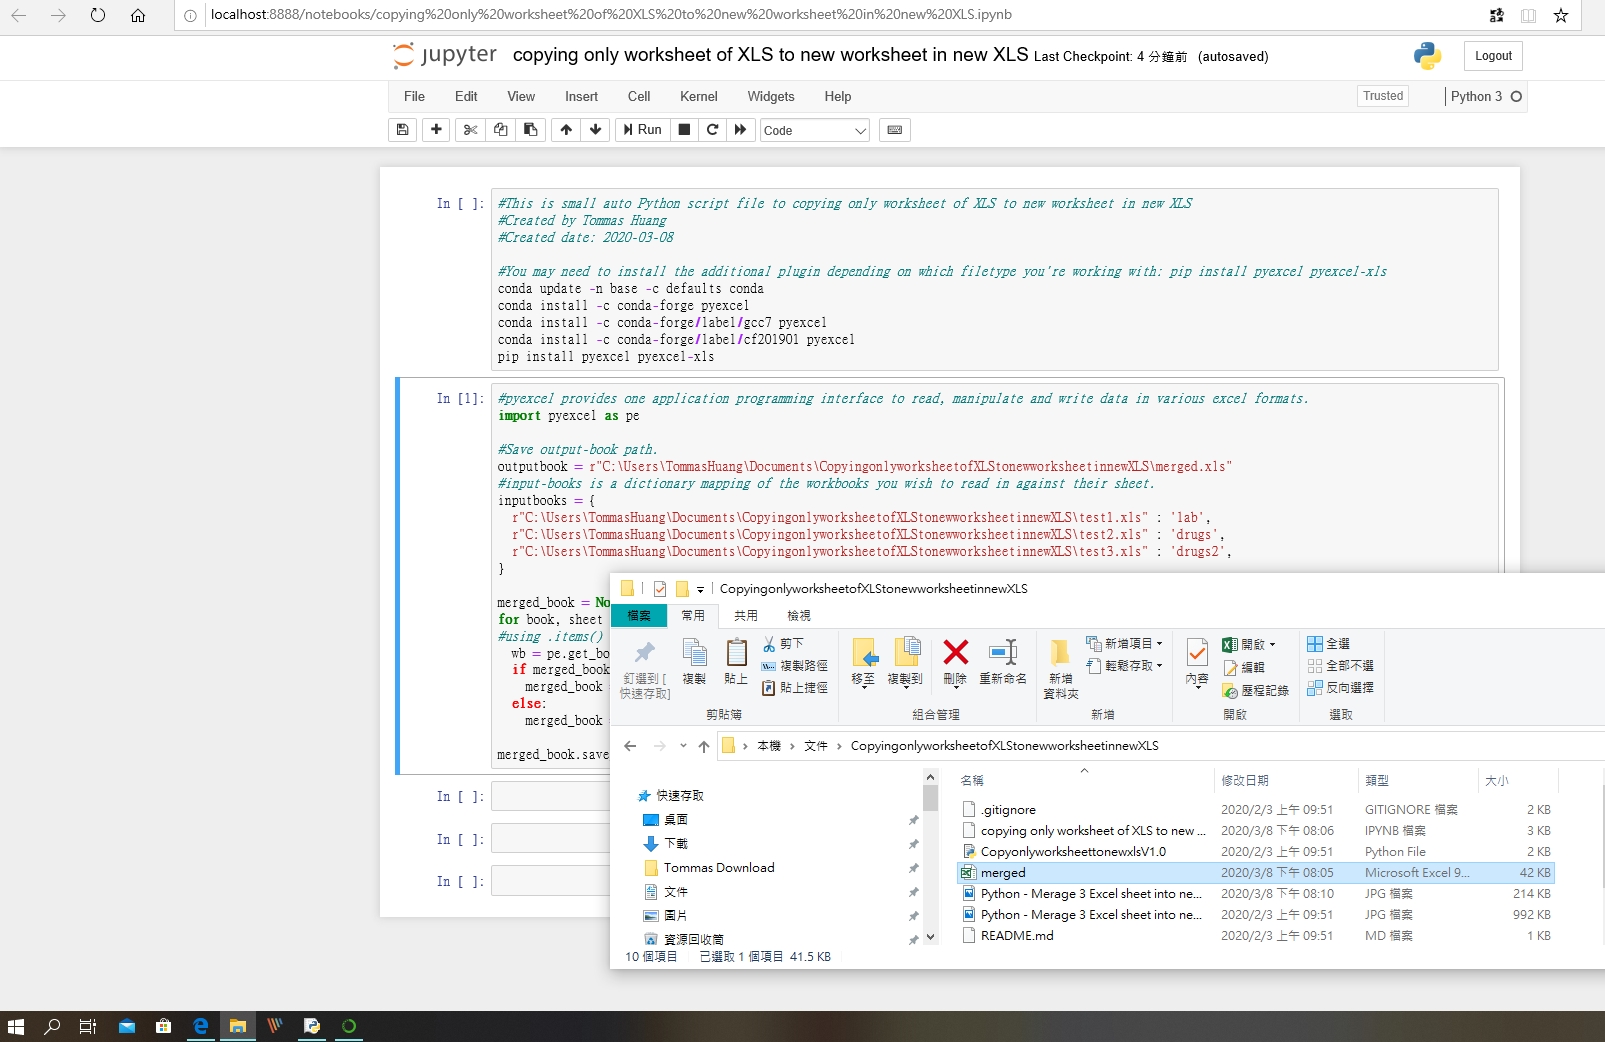 localhost:8888/notebooks/copying%20only%20worksheet%20of%20XLS%20to%20new%20worksheet%20in%20new%20XLS.ipynb
jupyter copying only worksheet of XLS to new worksheet in new XLS Last Checkpoint: 4 分鐘前 (autosaved)
Logout
File Edit View Insert Cell Kernel Widgets Help
Trusted Python 3
Run Code
In [ ]: #This is small auto Python script file to copying only worksheet of XLS to new worksheet in new XLS
#Created by Tommas Huang
#Created date: 2020-03-08
#You may need to install the additional plugin depending on which filetype you're working with: pip install pyexcel pyexcel-xls
conda update -n base -c defaults conda
conda install -c conda-forge pyexcel
conda install -c conda-forge/label/gcc7 pyexcel
conda install -c conda-forge/label/cf201901 pyexcel
pip install pyexcel pyexcel-xls
In [1]: #pyexcel provides one application programming interface to read, manipulate and write data in various excel formats.
import pyexcel as pe
#Save output-book path.
outputbook = r"C:\Users\TommasHuang\Documents\CopyingonlyworksheetofXLStonewworksheetinnewXLS\merged.xls"
#input-books is a dictionary mapping of the workbooks you wish to read in against their sheet.
inputbooks = {
r"C:\Users\TommasHuang\Documents\CopyingonlyworksheetofXLStonewworksheetinnewXLS\test1.xls" : 'lab',
r"C:\Users\TommasHuang\Documents\CopyingonlyworksheetofXLStonewworksheetinnewXLS\test2.xls" : 'drugs',
r"C:\Users\TommasHuang\Documents\CopyingonlyworksheetofXLStonewworksheetinnewXLS\test3.xls" : 'drugs2',
}
merged_book = No
for book, sheet
#using .items()
wb = pe.get_bo
if merged_book
merged_book
else:
merged_book =
merged_book.save
In [ ]:
In [ ]:
In [ ]:
CopyingonlyworksheetofXLStonewworksheetinnewXLS
檔案 常用 共用 檢視
釘選到 [
快速存取]
複製
貼上
剪下
複製路徑
貼上捷徑
剪貼簿
移至
複製到
刪除
重新命名
組合管理
新增
資料夾
新增項目
輕鬆存取
新增
內容
開啟
編輯
歷程記錄
開啟
全選
全部不選
反向選擇
選取
本機 › 文件 › CopyingonlyworksheetofXLStonewworksheetinnewXLS
快速存取
桌面
下載
Tommas Download
文件
圖片
資源回收筒
名稱 修改日期 類型 大小
.gitignore 2020/2/3 上午 09:51 GITIGNORE 檔案 2 KB
copying only worksheet of XLS to new ... 2020/3/8 下午 08:06 IPYNB 檔案 3 KB
CopyonlyworksheettonewxlsV1.0 2020/2/3 上午 09:51 Python File 2 KB
merged 2020/3/8 下午 08:05 Microsoft Excel 9... 42 KB
Python - Merage 3 Excel sheet into ne... 2020/3/8 下午 08:10 JPG 檔案 214 KB
Python - Merage 3 Excel sheet into ne... 2020/2/3 上午 09:51 JPG 檔案 992 KB
README.md 2020/2/3 上午 09:51 MD 檔案 1 KB
10 個項目 已選取 1 個項目 41.5 KB